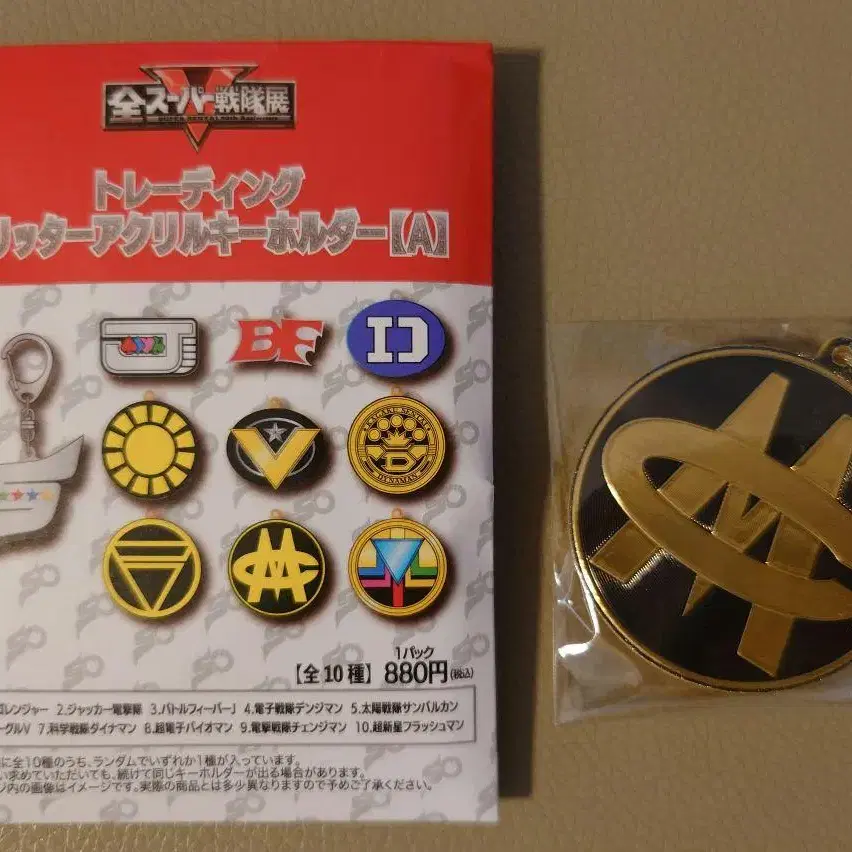 全スーパー戦隊展
SUPER SENTAI 50th Anniversary
トレーディング
リッターアクリルキーホルダー【A】
J
BF
D
V
DYNAMAN
1パック
【全10種】 880円(税込)
ゴレンジャー 2.ジャッカー電撃隊 3.バトルフィーバーJ 4.電子戦隊デンジマン 5.太陽戦隊サンバルカン
ーグルV 7.科学戦隊ダイナマン 8.超電子バイオマン 9.電撃戦隊チェンジマン 10.超新星フラッシュマン
に全10種のうち、ランダムでいずれか1種が入っています。
い求めていただいても、続けて同じキーホルダーが出る場合があります。
ジ内の画像はイメージです。実際の商品とは多少異なりますので予めご了承ください。